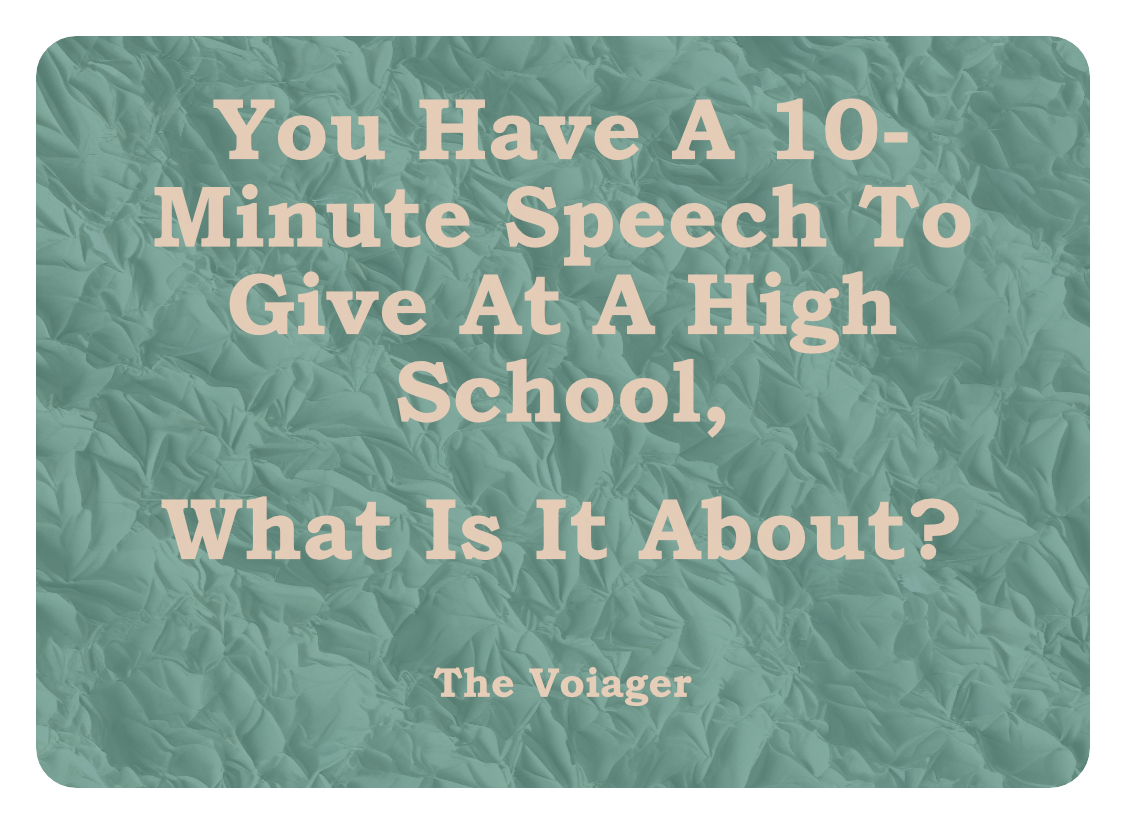 You Have A 10-
Minute Speech To
Give At A High
School,
What Is It About?
The Voiager